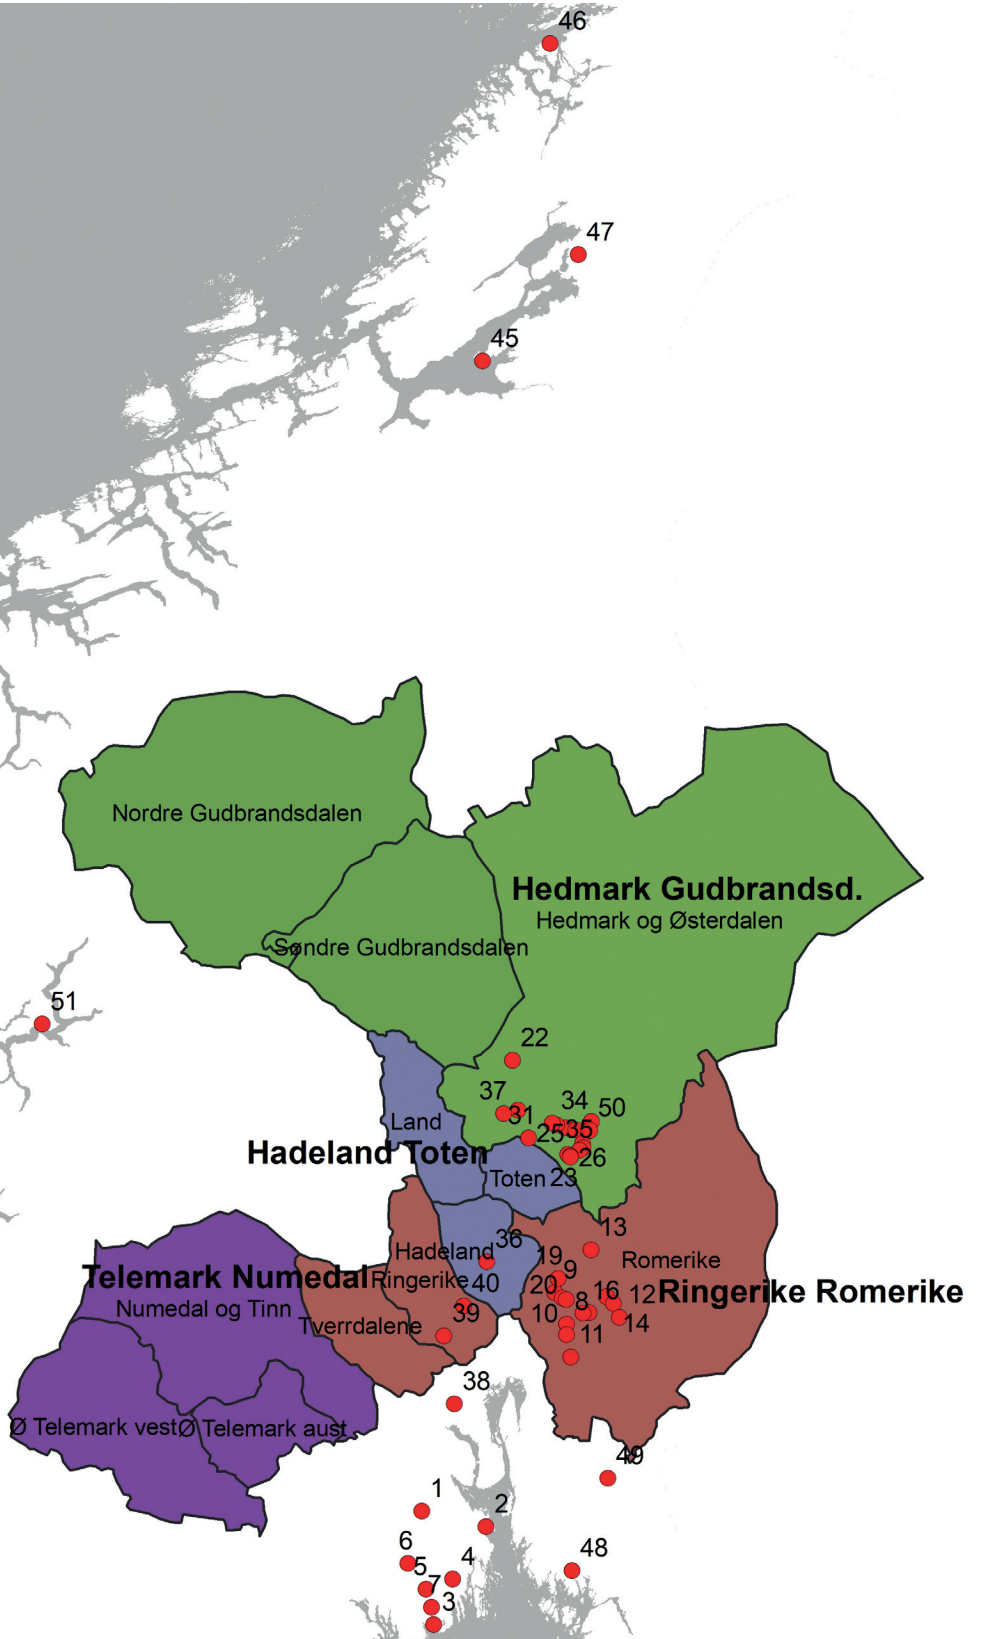 46
47
45
Nordre Gudbrandsdalen
Hedmark Gudbrandsd.
Hedmark og Østerdalen
Søndre Gudbrandsdalen
51
22
37
34
50
31
25
35
Land
Hadeland Toten
26
Toten
23
13
36
Hadeland
19
Romerike
9
Telemark Numedal
Ringerike
40
20
16
12
Ringerike Romerike
Numedal og Tinn
39
10
8
14
Tverrdalene
11
38
Ø Telemark vest
Ø Telemark aust
49
1
2
6
48
5
4
7
3